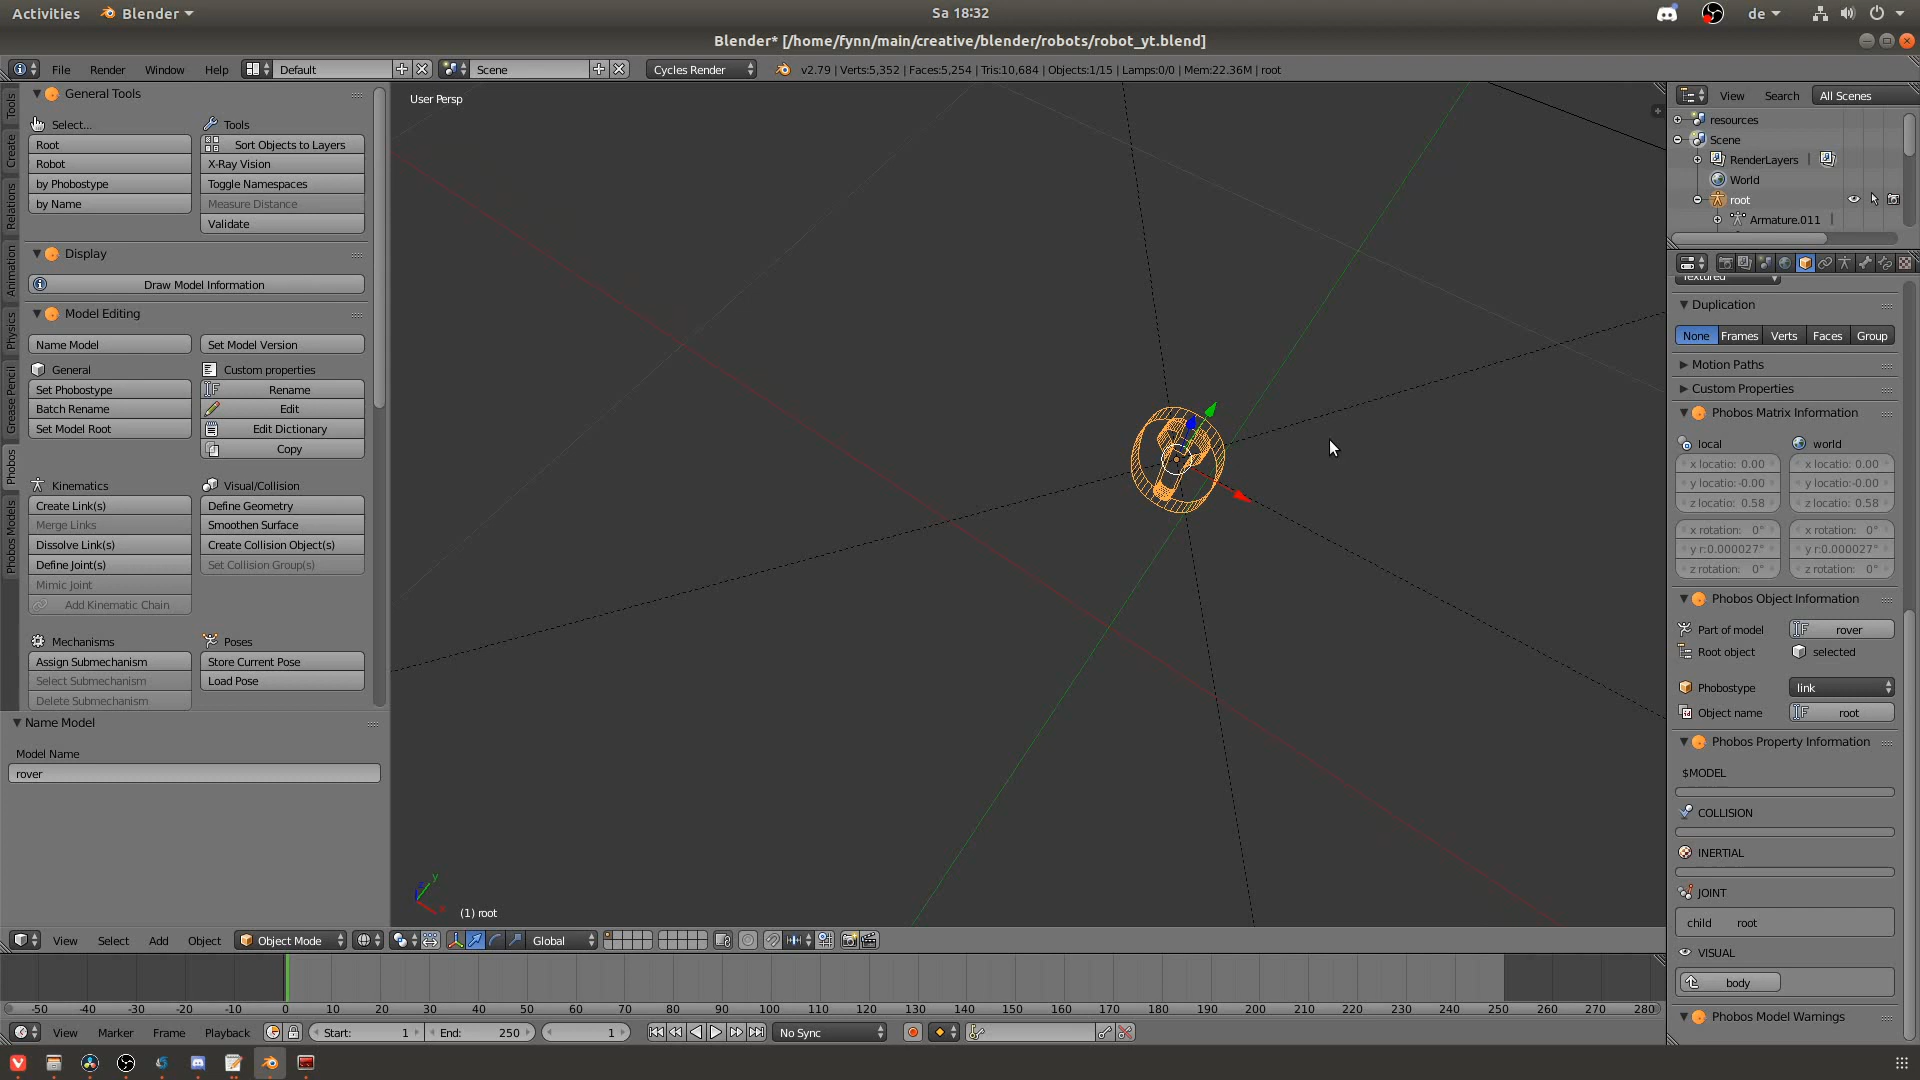 Activities
Blender
Sa 18:32
de
Blender* [/home/fynn/main/creative/blender/robots/robot_yt.blend]
File
Render
Window
Help
Default
Scene
Cycles Render
v2.79 | Verts:5,352 | Faces:5,254 | Tris:10,684 | Objects:1/15 | Lamps:0/0 | Mem:22.36M | root
Tools
Create
Relations
Animation
Physics
Grease Pencil
Phobos
Phobos Models
General Tools
Select...
Tools
Root
Sort Objects to Layers
Robot
X-Ray Vision
by Phobostype
Toggle Namespaces
by Name
Measure Distance
Validate
Display
Draw Model Information
Model Editing
Name Model
Set Model Version
General
Custom properties
Set Phobostype
Rename
Batch Rename
Edit
Set Model Root
Edit Dictionary
Copy
Kinematics
Visual/Collision
Create Link(s)
Define Geometry
Merge Links
Smoothen Surface
Dissolve Link(s)
Create Collision Object(s)
Define Joint(s)
Set Collision Group(s)
Mimic Joint
Add Kinematic Chain
Mechanisms
Poses
Assign Submechanism
Store Current Pose
Select Submechanism
Load Pose
Delete Submechanism
Name Model
Model Name
rover
User Persp
(1) root
View
Search
All Scenes
resources
Scene
RenderLayers
World
root
Armature.011
Textured
Duplication
None
Frames
Verts
Faces
Group
Motion Paths
Custom Properties
Phobos Matrix Information
local
world
x locatio: 0.00
x locatio: 0.00
y locatio:-0.00
y locatio:-0.00
z locatio: 0.58
z locatio: 0.58
x rotation: 0°
x rotation: 0°
y r:0.000027°
y r:0.000027°
z rotation: 0°
z rotation: 0°
Phobos Object Information
Part of model
rover
Root object
selected
Phobostype
link
Object name
root
Phobos Property Information
$MODEL
COLLISION
INERTIAL
JOINT
child root
VISUAL
body
Phobos Model Warnings
View
Select
Add
Object
Object Mode
Global
-50 -40 -30 -20 -10 0 10 20 30 40 50 60 70 80 90 100 110 120 130 140 150 160 170 180 190 200 210 220 230 240 250 260 270 280
View
Marker
Frame
Playback
Start: 1
End: 250
1
No Sync